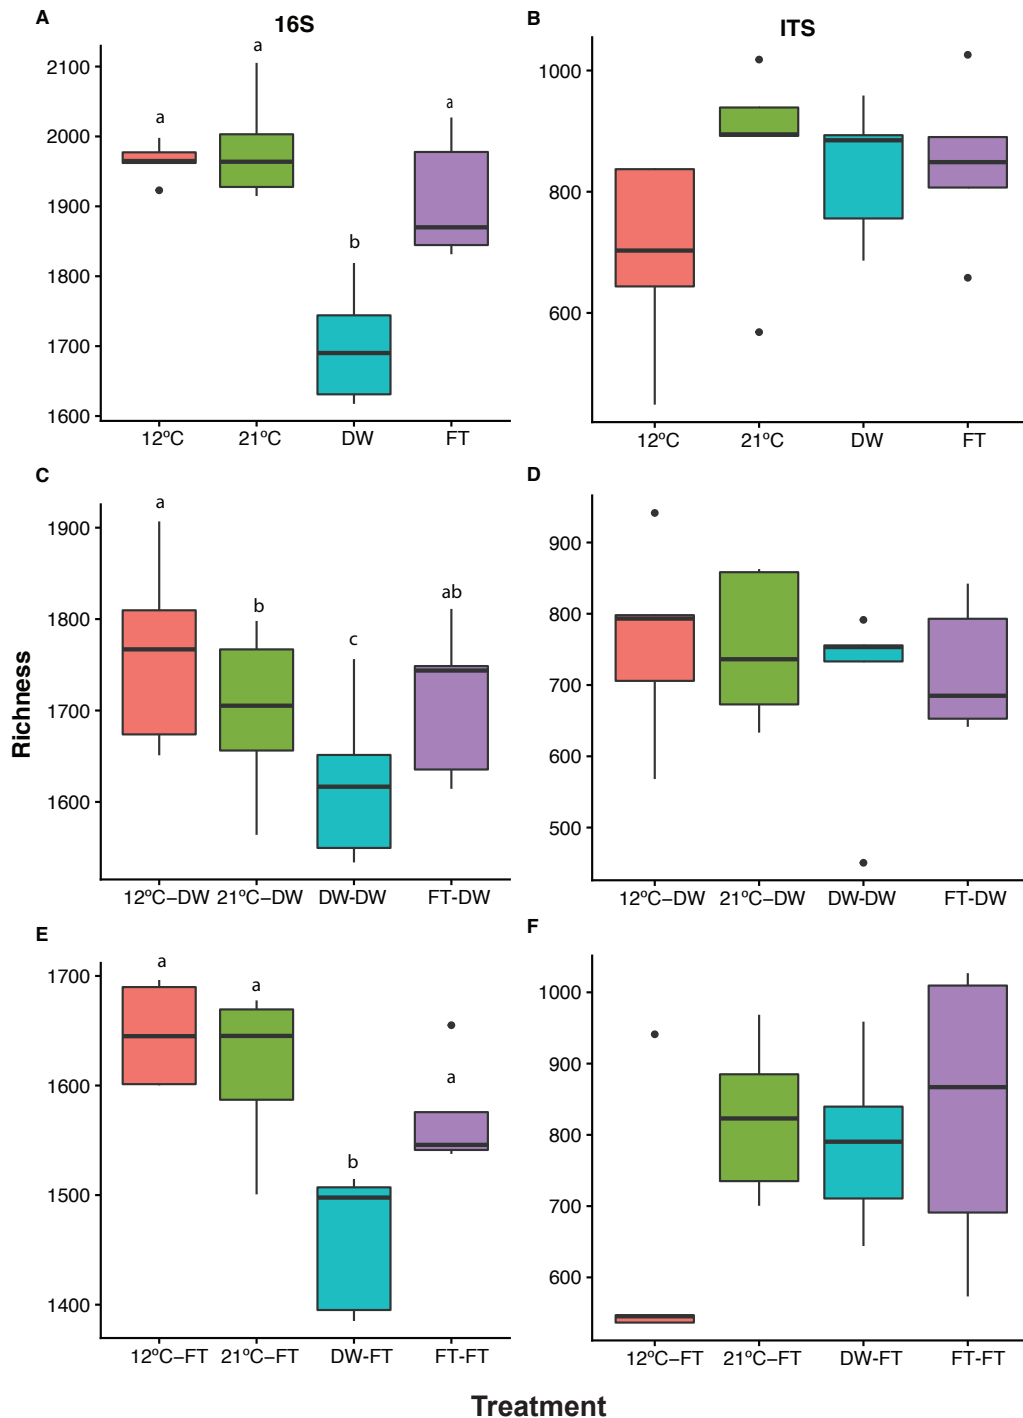 A
16S
a
a
b
a
2100
2000
1900
1800
1700
1600
12ºC
21ºC
DW
FT
B
ITS
1000
800
600
12ºC
21ºC
DW
FT
Richness
C
a
b
c
ab
1900
1800
1700
1600
12ºC–DW
21ºC–DW
DW-DW
FT-DW
D
900
800
700
600
500
12ºC–DW
21ºC–DW
DW-DW
FT-DW
E
a
a
b
a
1700
1600
1500
1400
12ºC–FT
21ºC–FT
DW-FT
FT-FT
F
1000
900
800
700
600
12ºC–FT
21ºC–FT
DW-FT
FT-FT
Treatment